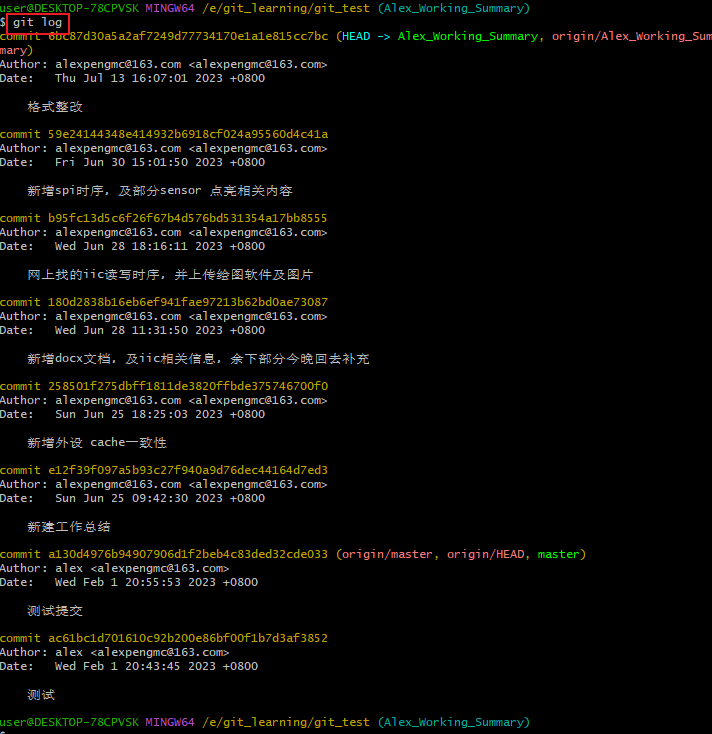 user@DESKTOP-78CPVSK MINGW64 /e/git_learning/git_test (Alex_Working_Summary)
$ git log
commit 6bc87d30a5a2af7249d77734170e1a1e815cc7bc (HEAD -> Alex_Working_Summary, origin/Alex_Working_Sum
mary)
Author: alexpengmc@163.com <alexpengmc@163.com>
Date:   Thu Jul 13 16:07:01 2023 +0800
格式整改
commit 59e24144348e414932b6918cf024a95560d4c41a
Author: alexpengmc@163.com <alexpengmc@163.com>
Date:   Fri Jun 30 15:01:50 2023 +0800
新增spi时序, 及部分sensor 点亮相关内容
commit b95fc13d5c6f26f67b4d576bd531354a17bb8555
Author: alexpengmc@163.com <alexpengmc@163.com>
Date:   Wed Jun 28 18:16:11 2023 +0800
网上找的iic读写时序, 并上传绘图软件及图片
commit 180d2838b16eb6ef941fae97213b62bd0ae73087
Author: alexpengmc@163.com <alexpengmc@163.com>
Date:   Wed Jun 28 11:31:50 2023 +0800
新增docx文档, 及iic相关信息, 余下部分今晚回去补充
commit 258501f275dbff1811de3820ffbde375746700f0
Author: alexpengmc@163.com <alexpengmc@163.com>
Date:   Sun Jun 25 18:25:03 2023 +0800
新增外设 cache一致性
commit e12f39f097a5b93c27f940a9d76dec44164d7ed3
Author: alexpengmc@163.com <alexpengmc@163.com>
Date:   Sun Jun 25 09:42:30 2023 +0800
新建工作总结
commit a130d4976b94907906d1f2beb4c83ded32cde033 (origin/master, origin/HEAD, master)
Author: alex <alexpengmc@163.com>
Date:   Wed Feb 1 20:55:53 2023 +0800
测试提交
commit ac61bc1d701610c92b200e86bf00f1b7d3af3852
Author: alex <alexpengmc@163.com>
Date:   Wed Feb 1 20:43:45 2023 +0800
测试
user@DESKTOP-78CPVSK MINGW64 /e/git_learning/git_test (Alex_Working_Summary)